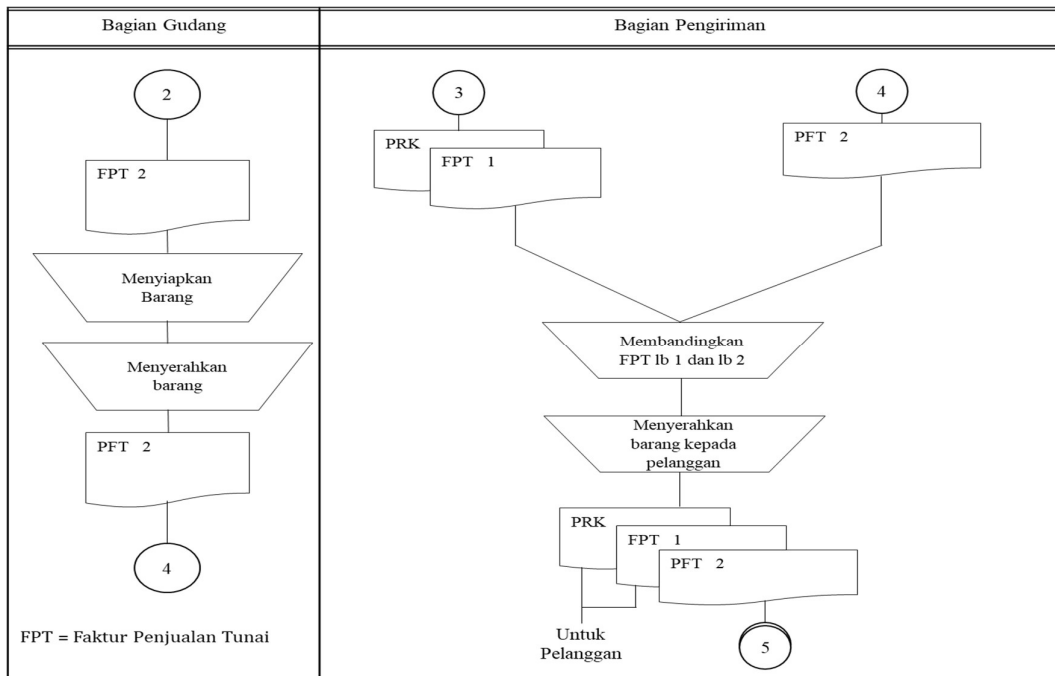 Bagian Gudang
Bagian Pengiriman
2
FPT 2
Menyiapkan
Barang
Menyerahkan
barang
PFT 2
4
FPT = Faktur Penjualan Tunai
3
PRK
FPT 1
4
PFT 2
Membandingkan
FPT lb 1 dan lb 2
Menyerahkan
barang kepada
pelanggan
PRK
FPT 1
PFT 2
Untuk
Pelanggan
5